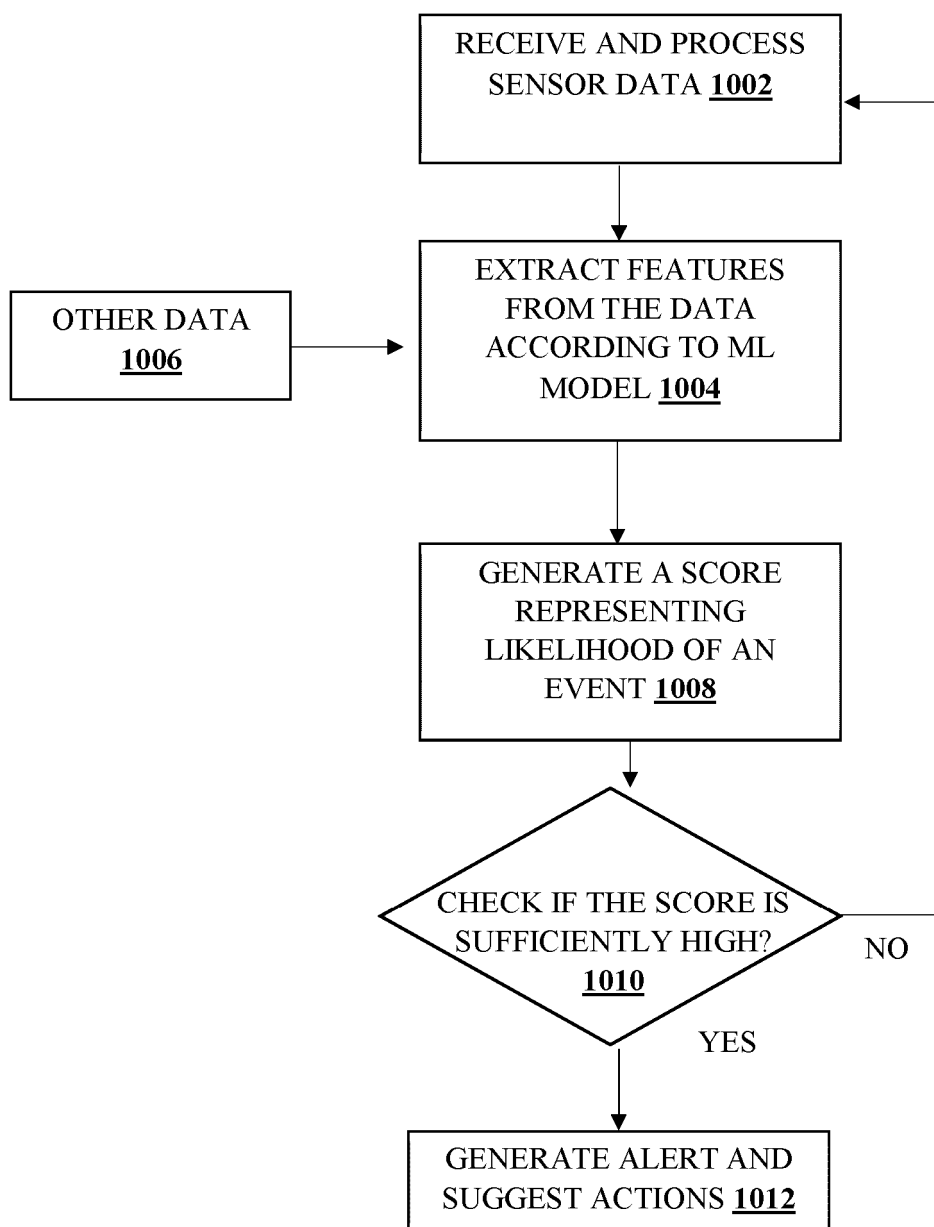 RECEIVE AND PROCESS
SENSOR DATA 1002
EXTRACT FEATURES
FROM THE DATA
ACCORDING TO ML
MODEL 1004
OTHER DATA
1006
GENERATE A SCORE
REPRESENTING
LIKELIHOOD OF AN
EVENT 1008
CHECK IF THE SCORE IS
SUFFICIENTLY HIGH?
1010
NO
YES
GENERATE ALERT AND
SUGGEST ACTIONS 1012